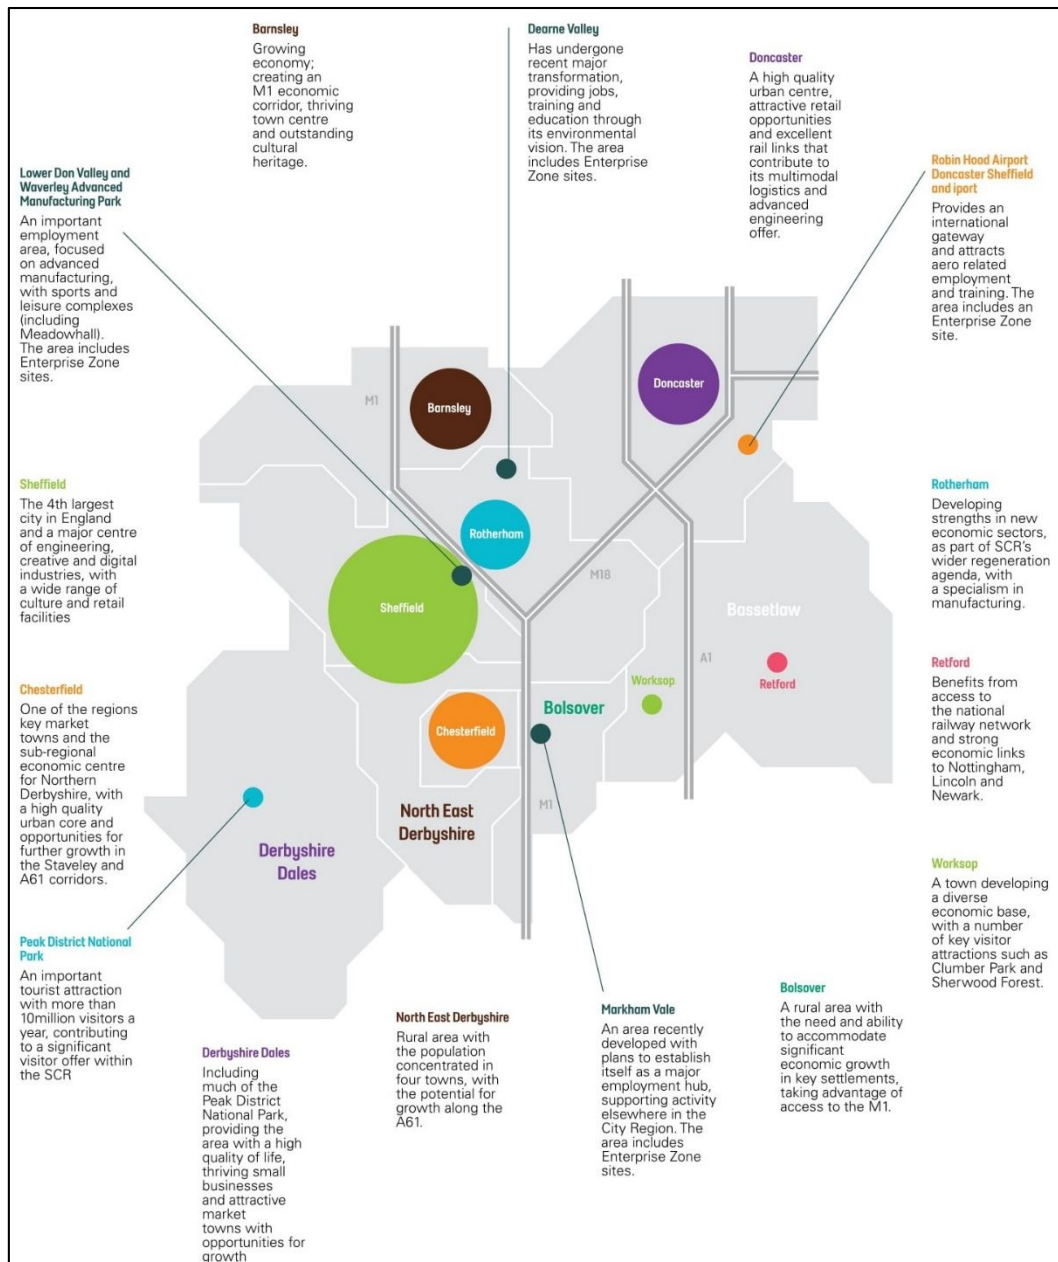 Barnsley
Growing
economy;
creating an
M1 economic
corridor, thriving
town centre
and outstanding
cultural
heritage.
Dearne Valley
Has undergone
recent major
transformation,
providing jobs,
training and
education through
its environmental
vision. The area
includes Enterprise
Zone sites.
Doncaster
A high quality
urban centre,
attractive retail
opportunities
and excellent
rail links that
contribute to
its multimodal
logistics and
advanced
engineering
offer.
Robin Hood Airport
Doncaster Sheffield
and iport
Provides an
international
gateway
and attracts
aero related
employment
and training. The
area includes an
Enterprise Zone
site.
Lower Don Valley and
Waverley Advanced
Manufacturing Park
An important
employment
area, focused
on advanced
manufacturing,
with sports and
leisure complexes
(including
Meadowhall).
The area includes
Enterprise Zone
sites.
M1
Barnsley
Doncaster
Rotherham
Sheffield
M18
Bassetlaw
A1
Worksop
Retford
Bolsover
Chesterfield
M1
North East
Derbyshire
Derbyshire
Dales
Sheffield
The 4th largest
city in England
and a major centre
of engineering,
creative and digital
industries, with
a wide range of
culture and retail
facilities
Rotherham
Developing
strengths in new
economic sectors,
as part of SCR's
wider regeneration
agenda, with
a specialism in
manufacturing.
Chesterfield
One of the regions
key market
towns and the
sub-regional
economic centre
for Northern
Derbyshire, with
a high quality
urban core and
opportunities for
further growth in
the Staveley and
A61 corridors.
Retford
Benefits from
access to
the national
railway network
and strong
economic links
to Nottingham,
Lincoln and
Newark.
Worksop
A town developing
a diverse
economic base,
with a number
of key visitor
attractions such as
Clumber Park and
Sherwood Forest.
Peak District National
Park
An important
tourist attraction
with more than
10million visitors a
year, contributing
to a significant
visitor offer within
the SCR
Derbyshire Dales
Including
much of the
Peak District
National Park,
providing the
area with a high
quality of life,
thriving small
businesses
and attractive
market
towns with
opportunities for
growth
North East Derbyshire
Rural area with
the population
concentrated in
four towns, with
the potential for
growth along the
A61.
Markham Vale
An area recently
developed with
plans to establish
itself as a major
employment hub,
supporting activity
elsewhere in the
City Region. The
area includes
Enterprise Zone
sites.
Bolsover
A rural area with
the need and ability
to accommodate
significant
economic growth
in key settlements,
taking advantage of
access to the M1.